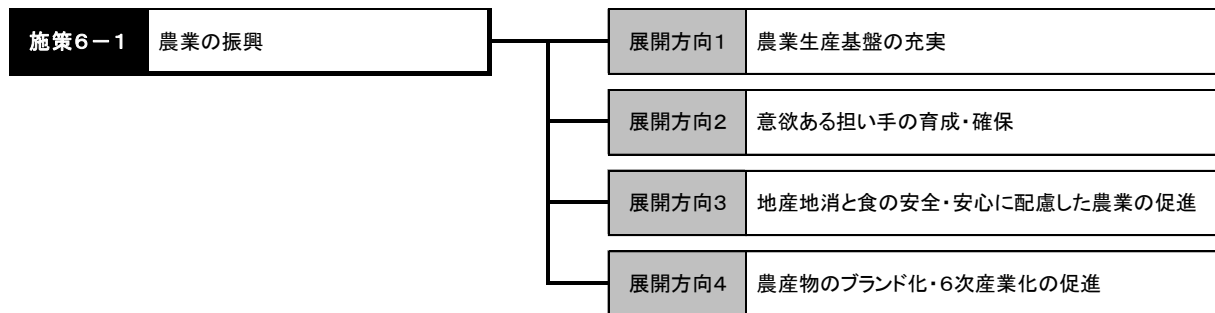 施策6－1 農業の振興
展開方向1 農業生産基盤の充実
展開方向2 意欲ある担い手の育成・確保
展開方向3 地産地消と食の安全・安心に配慮した農業の促進
展開方向4 農産物のブランド化・6次産業化の促進